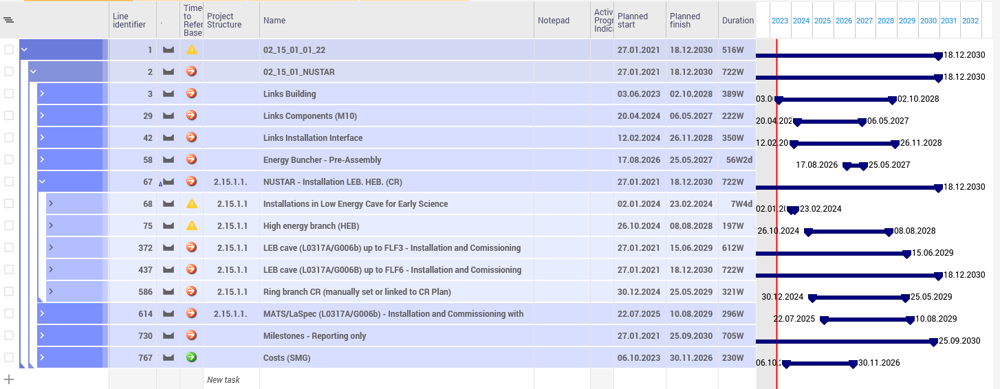 Line identifier . Time to Refer Base Project Structure Name Notepad Activ Progr Indica Planned start Planned finish Duration 2023 2024 2025 2026 2027 2028 2029 2030 2031 2032
1 02_15_01_01_22 27.01.2021 18.12.2030 516W 18.12.2030
2 02_15_01_NUSTAR 27.01.2021 18.12.2030 722W 18.12.2030
3 Links Building 03.06.2023 02.10.2028 389W 03.0 02.10.2028
29 Links Components (M10) 20.04.2024 06.05.2027 222W 20.04.202 06.05.2027
42 Links Installation Interface 12.02.2024 26.11.2028 350W 12.02.20 26.11.2028
58 Energy Buncher - Pre-Assembly 17.08.2026 25.05.2027 56W2d 17.08.2026 25.05.2027
67 2.15.1.1. NUSTAR - Installation LEB. HEB. (CR) 27.01.2021 18.12.2030 722W 18.12.2030
68 2.15.1.1 Installations in Low Energy Cave for Early Science 02.01.2024 23.02.2024 7W4d 02.01.20 23.02.2024
75 2.15.1.1 High energy branch (HEB) 26.10.2024 08.08.2028 197W 26.10.2024 08.08.2028
372 2.15.1.1 LEB cave (L0317A/G006b) up to FLF3 - Installation and Comissioning 27.01.2021 15.06.2029 612W 15.06.2029
437 2.15.1.1 LEB cave (L0317A/G006B) up to FLF6 - Installation and Comissioning 27.01.2021 18.12.2030 722W 18.12.2030
586 2.15.1.1 Ring branch CR (manually set or linked to CR Plan) 30.12.2024 25.05.2029 321W 30.12.2024 25.05.2029
614 2.15.1.1. MATS/LaSpec (L0317A/G006b) - Installation and Commissioning with 22.07.2025 10.08.2029 296W 22.07.2025 10.08.2029
730 Milestones - Reporting only 27.01.2021 25.09.2030 705W 25.09.2030
767 Costs (SMG) 06.10.2023 30.11.2026 230W 06.10.2 30.11.2026
New task